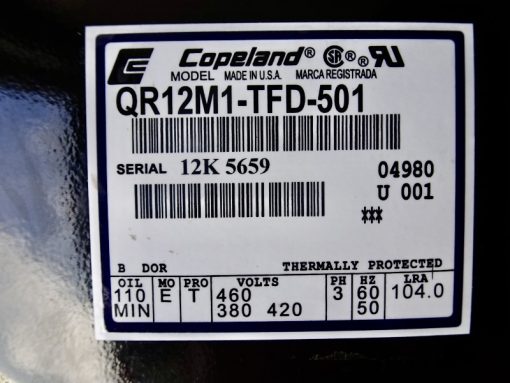 Copeland® ® ®
MODEL MADE IN U.S.A. MARCA REGISTRADA
QR12M1-TFD-501
SERIAL 12K 5659 04980
U 001
***
B DOR THERMALLY PROTECTED
OIL MO PRO VOLTS PH HZ LRA
110 E T 460 3 60 104.0
MIN 380 420 50